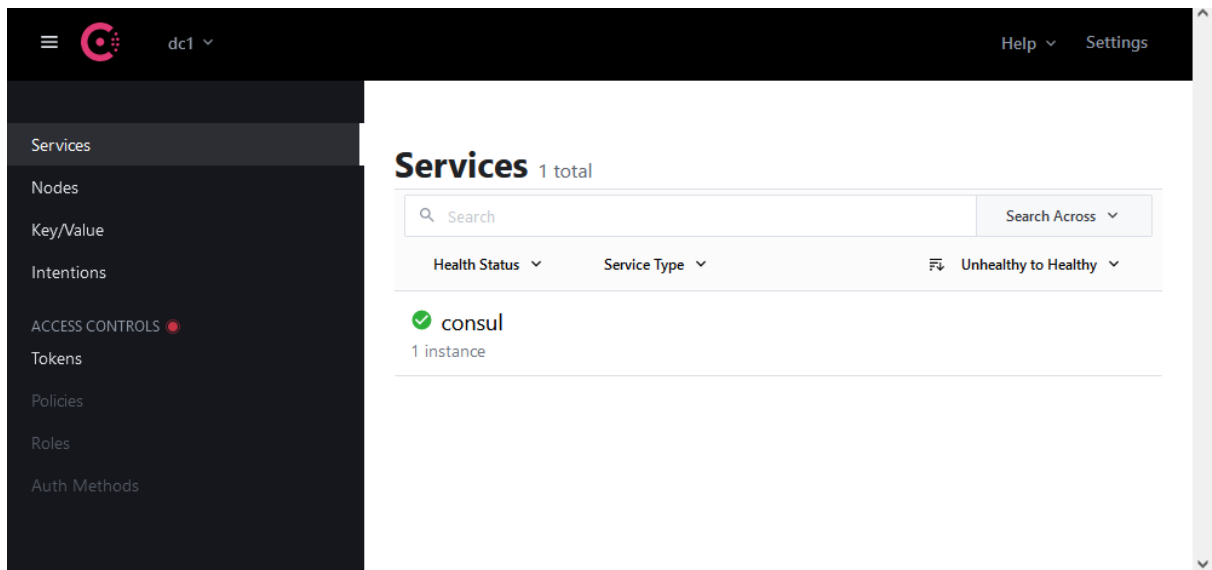 dc1
Help Settings
Services
Nodes
Key/Value
Intentions
ACCESS CONTROLS
Tokens
Policies
Roles
Auth Methods
Services 1 total
Search Search Across
Health Status Service Type Unhealthy to Healthy
consul
1 instance